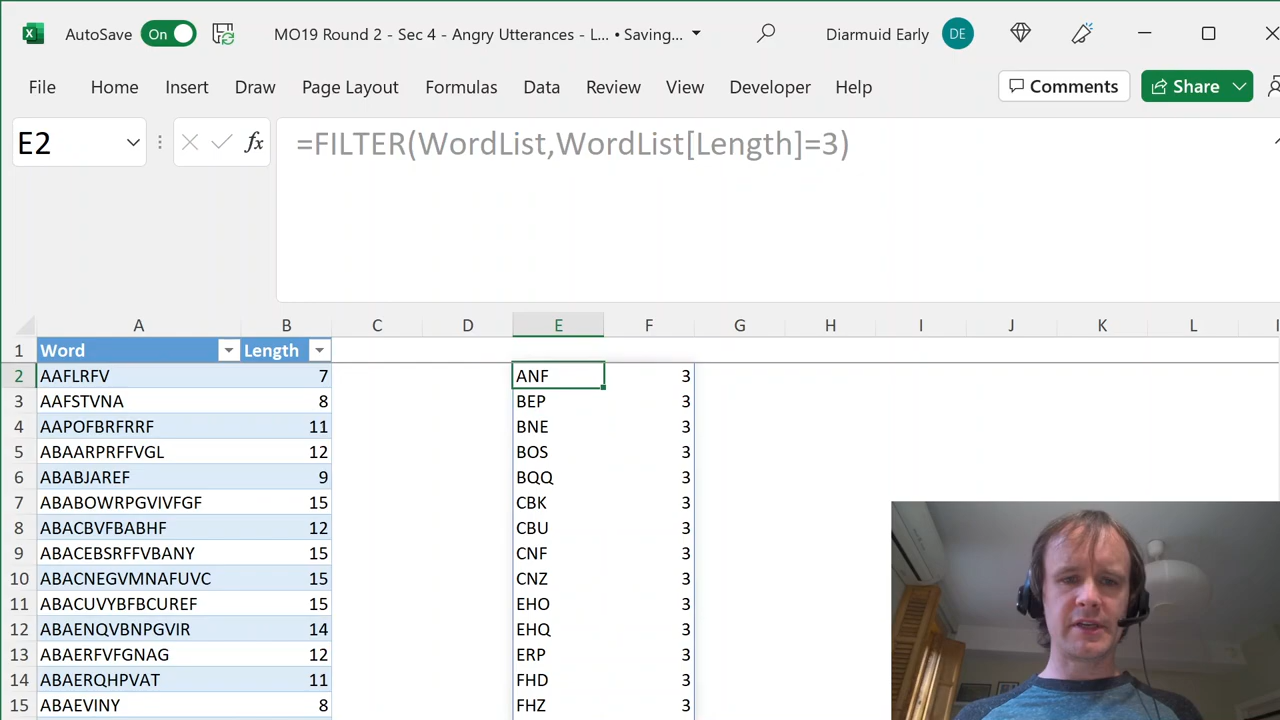 AutoSave On MO19 Round 2 - Sec 4 - Angry Utterances - L... • Saving... Diarmuid Early DE
File Home Insert Draw Page Layout Formulas Data Review View Developer Help Comments Share
E2 fx =FILTER(WordList,WordList[Length]=3)
A B C D E F G H I J K L
1 Word Length
2 AAFLRFV 7 ANF 3
3 AAFSTVNA 8 BEP 3
4 AAPOFBRFRRF 11 BNE 3
5 ABAARPRFFVGL 12 BOS 3
6 ABABJAREF 9 BQQ 3
7 ABABOWRPGVIVFGF 15 CBK 3
8 ABACBVFBABHF 12 CBU 3
9 ABACEBSRFFVBANY 15 CNF 3
10 ABACNEGVMNAFUVC 15 CNZ 3
11 ABACUVYBFBCUREF 15 EHO 3
12 ABAENQVBNPGVIR 14 EHQ 3
13 ABAERFVFGNAG 12 ERP 3
14 ABAERQHPVAT 11 FHD 3
15 ABAEVINY 8 FHZ 3